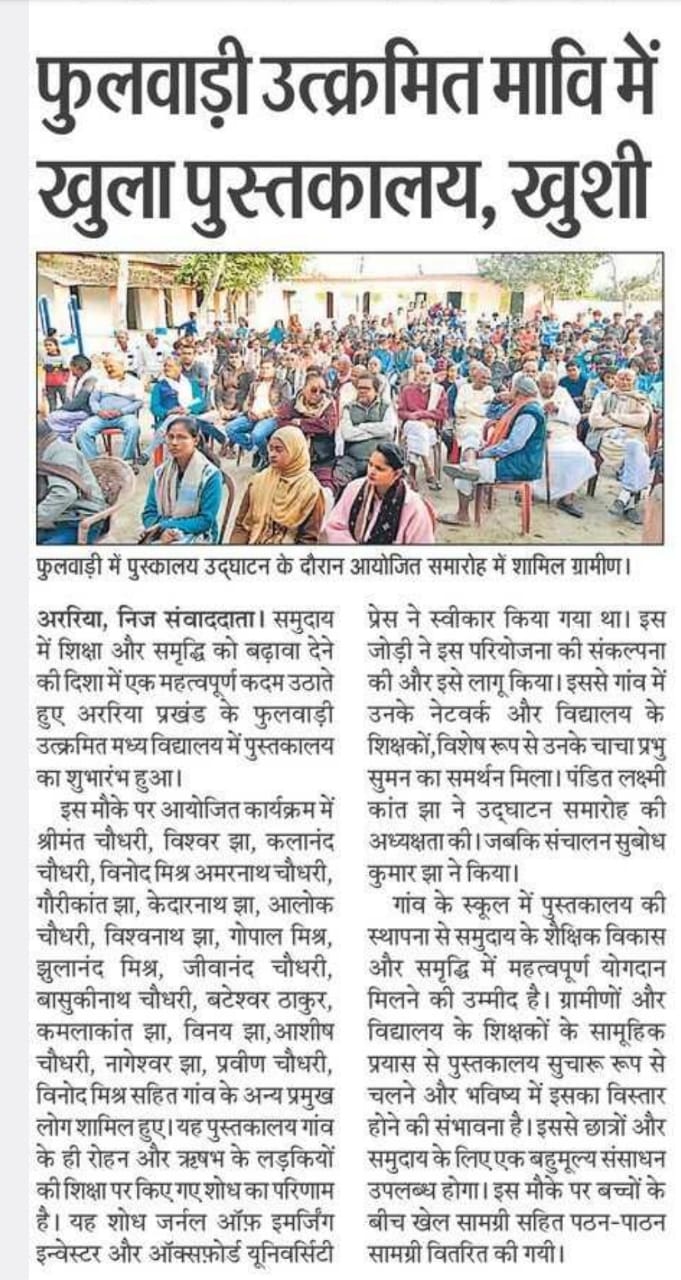 फुलवाड़ी उत्क्रमित मावि में
खुला पुस्तकालय, खुशी
फुलवाड़ी में पुस्कालय उद्घाटन के दौरान आयोजित समारोह में शामिल ग्रामीण।
अररिया, निज संवाददाता। समुदाय
में शिक्षा और समृद्धि को बढ़ावा देने
की दिशा में एक महत्वपूर्ण कदम उठाते
हुए अररिया प्रखंड के फुलवाड़ी
उत्क्रमित मध्य विद्यालय में पुस्तकालय
का शुभारंभ हुआ।
इस मौके पर आयोजित कार्यक्रम में
श्रीमंत चौधरी, विश्वर झा, कलानंद
चौधरी, विनोद मिश्र अमरनाथ चौधरी,
गौरीकांत झा, केदारनाथ झा, आलोक
चौधरी, विश्वनाथ झा, गोपाल मिश्र,
झुलानंद मिश्र, जीवानंद चौधरी,
बासुकीनाथ चौधरी, बटेश्वर ठाकुर,
कमलाकांत झा, विनय झा,आशीष
चौधरी, नागेश्वर झा, प्रवीण चौधरी,
विनोद मिश्र सहित गांव के अन्य प्रमुख
लोग शामिल हुए। यह पुस्तकालय गांव
के ही रोहन और ऋषभ के लड़कियों
की शिक्षा पर किए गए शोध का परिणाम
है। यह शोध जर्नल ऑफ़ इमर्जिंग
इन्वेस्टर और ऑक्सफ़ोर्ड यूनिवर्सिटी
प्रेस ने स्वीकार किया गया था। इस
जोड़ी ने इस परियोजना की संकल्पना
की और इसे लागू किया। इससे गांव में
उनके नेटवर्क और विद्यालय के
शिक्षकों,विशेष रूप से उनके चाचा प्रभु
सुमन का समर्थन मिला। पंडित लक्ष्मी
कांत झा ने उद्घाटन समारोह की
अध्यक्षता की। जबकि संचालन सुबोध
कुमार झा ने किया।
गांव के स्कूल में पुस्तकालय की
स्थापना से समुदाय के शैक्षिक विकास
और समृद्धि में महत्वपूर्ण योगदान
मिलने की उम्मीद है। ग्रामीणों और
विद्यालय के शिक्षकों के सामूहिक
प्रयास से पुस्तकालय सुचारू रूप से
चलने और भविष्य में इसका विस्तार
होने की संभावना है। इससे छात्रों और
समुदाय के लिए एक बहुमूल्य संसाधन
उपलब्ध होगा। इस मौके पर बच्चों के
बीच खेल सामग्री सहित पठन-पाठन
सामग्री वितरित की गयी।